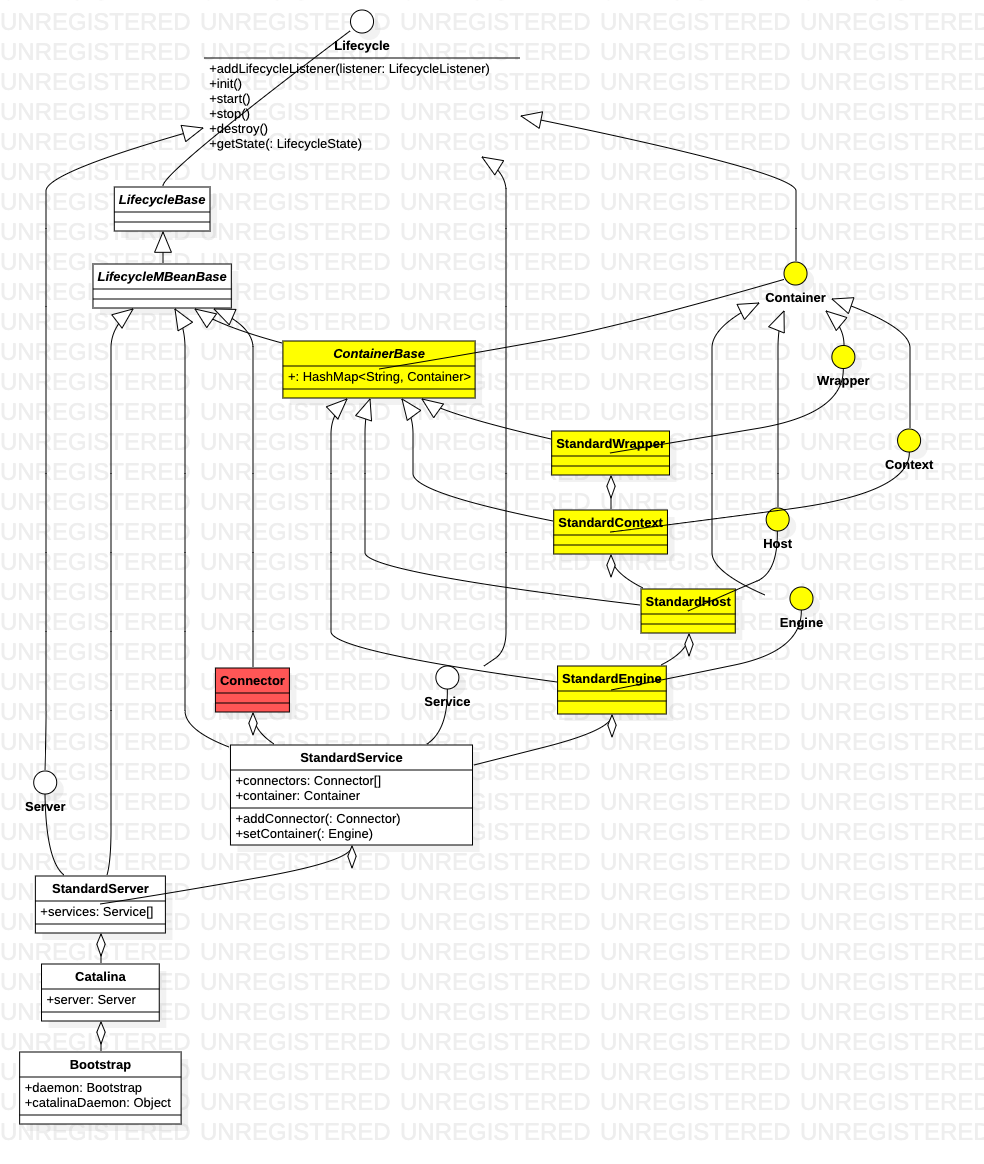 Lifecycle
+addLifecycleListener(listener: LifecycleListener)
+init()
+start()
+stop()
+destroy()
+getState(: LifecycleState)
LifecycleBase
LifecycleMBeanBase
Container
ContainerBase
+: HashMap<String, Container>
Wrapper
StandardWrapper
Context
StandardContext
Host
StandardHost
Engine
StandardEngine
Connector
Service
StandardService
+connectors: Connector[]
+container: Container
+addConnector(: Connector)
+setContainer(: Engine)
Server
StandardServer
+services: Service[]
Catalina
+server: Server
Bootstrap
+daemon: Bootstrap
+catalinaDaemon: Object
UNREGISTERED